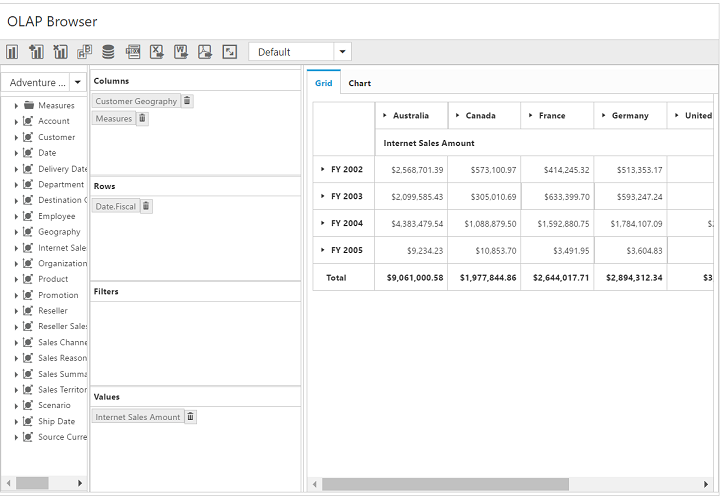 OLAP Browser
Default
Adventure ...
Measures
Account
Customer
Date
Delivery Date
Department
Destination
Employee
Geography
Internet Sale
Organization
Product
Promotion
Reseller
Reseller Sale
Sales Channe
Sales Reason
Sales Summa
Sales Territor
Scenario
Ship Date
Source Curre
Columns
Customer Geography
Measures
Rows
Date.Fiscal
Filters
Values
Internet Sales Amount
Grid Chart
Australia Canada France Germany United
Internet Sales Amount
FY 2002 $2,568,701.39 $573,100.97 $414,245.32 $513,353.17
FY 2003 $2,099,585.43 $305,010.69 $633,399.70 $593,247.24
FY 2004 $4,383,479.54 $1,088,879.50 $1,592,880.75 $1,784,107.09 $
FY 2005 $9,234.23 $10,853.70 $3,491.95 $3,604.83
Total $9,061,000.58 $1,977,844.86 $2,644,017.71 $2,894,312.34 $3